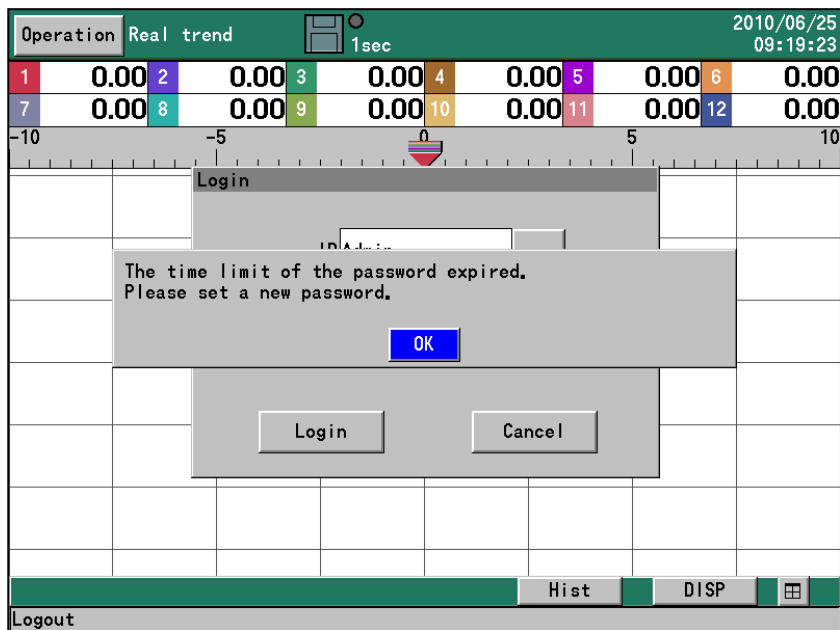 Operation Real trend 1sec 2010/06/25
09:19:23
1 0.00 2 0.00 3 0.00 4 0.00 5 0.00 6 0.00
7 0.00 8 0.00 9 0.00 10 0.00 11 0.00 12 0.00
-10 -5 0 5 10
Login
ID Admin
The time limit of the password expired.
Please set a new password.
OK
Login Cancel
Hist DISP
Logout